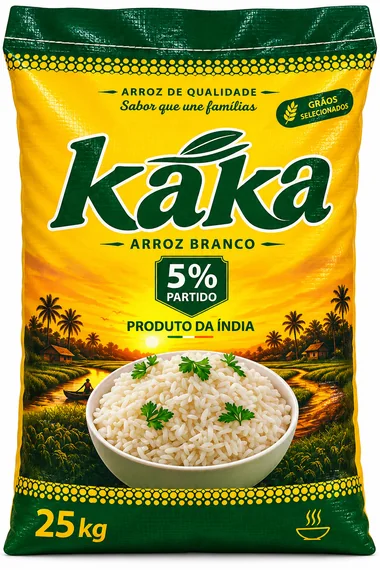 ARROZ DE QUALIDADE
Sabor que une famílias
GRÃOS
SELECIONADOS
kaka
ARROZ BRANCO
5%
PARTIDO
PRODUTO DA ÍNDIA
25kg